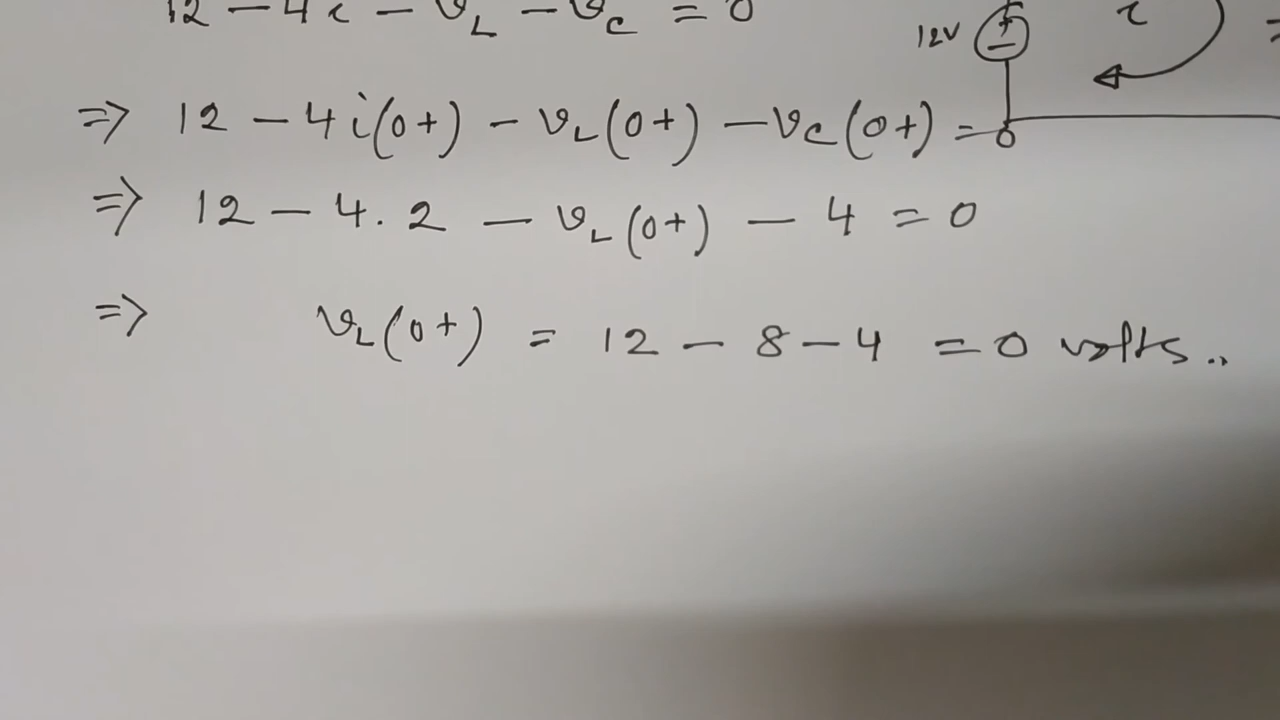 12 - 4i - v_L - v_c = 0
12V
i
=> 12 - 4i(0+) - v_L(0+) - v_c(0+) = 0
=> 12 - 4.2 - v_L(0+) - 4 = 0
=> v_L(0+) = 12 - 8 - 4 = 0 volts..